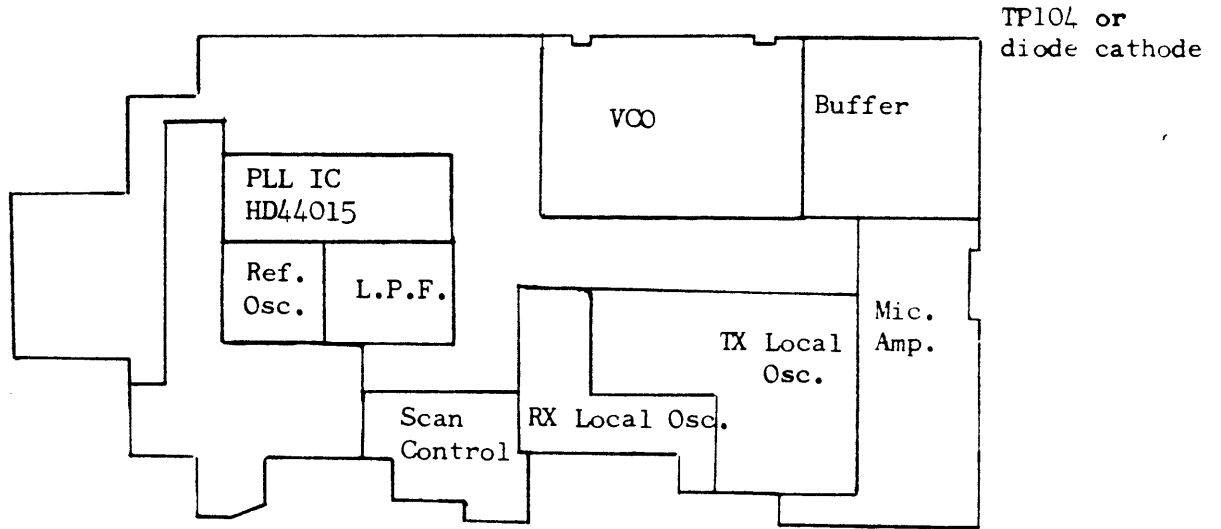 TP104 or
diode cathode
VCO
Buffer
PLL IC
HD44015
Ref.
Osc.
L.P.F.
Mic.
Amp.
TX Local
Osc.
Scan
Control
RX Local Osc.